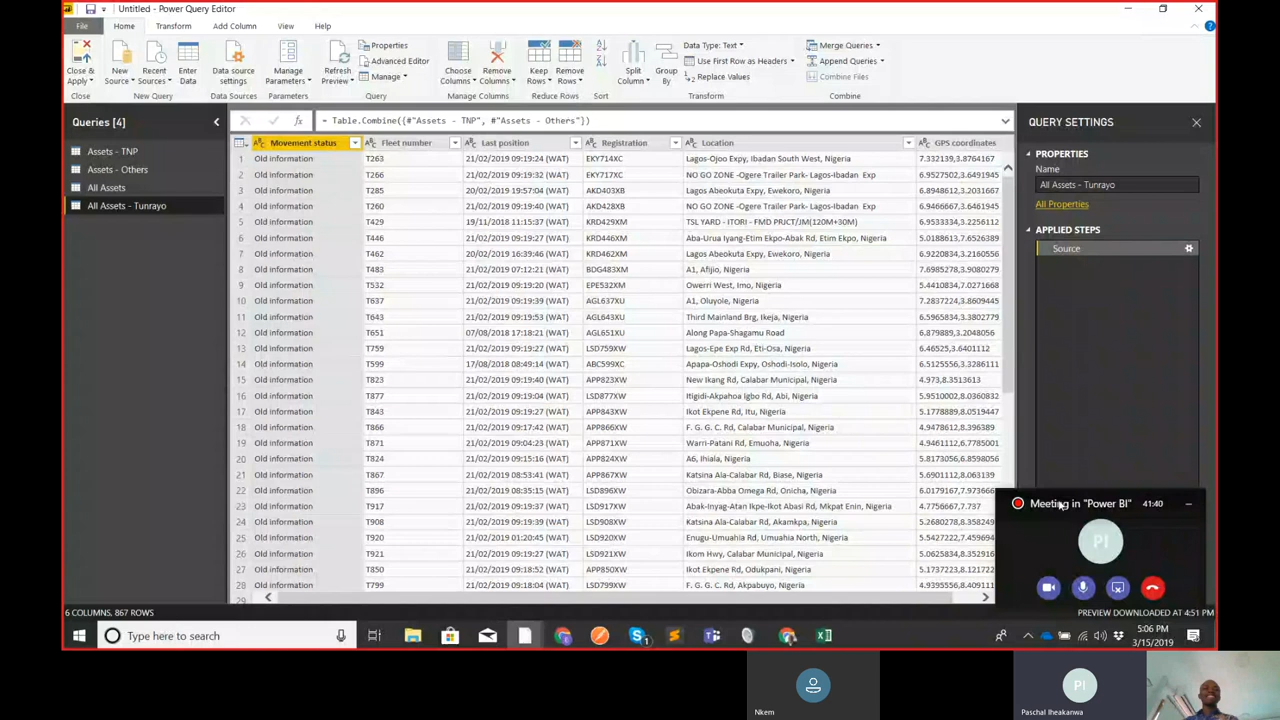 Untitled - Power Query Editor
File Home Transform Add Column View Help
Close & Apply New Source Recent Sources Enter Data Data source settings Manage Parameters Refresh Preview Properties Advanced Editor Manage Choose Columns Remove Columns Keep Rows Remove Rows Split Column Group By Data Type: Text Use First Row as Headers Replace Values Merge Queries Append Queries Combine Files
Close New Query Data Sources Parameters Query Manage Columns Reduce Rows Sort Transform Combine
Queries [4]
Assets - TNP
Assets - Others
All Assets
All Assets - Tunrayo
= Table.Combine({#"Assets - TNP", #"Assets - Others"})
Movement status Fleet number Last position Registration Location GPS coordinates
1 Old information T263 21/02/2019 09:19:24 (WAT) EKY714XC Lagos-Ojoo Expy, Ibadan South West, Nigeria 7.332139,3.8764167
2 Old information T266 21/02/2019 09:19:32 (WAT) EKY717XC NO GO ZONE -Ogere Trailer Park- Lagos-Ibadan Exp 6.9527502,3.6491945
3 Old information T285 20/02/2019 19:57:04 (WAT) AKD403XB Lagos Abeokuta Expy, Ewekoro, Nigeria 6.8948612,3.2031667
4 Old information T260 21/02/2019 09:19:40 (WAT) AKD428XB NO GO ZONE -Ogere Trailer Park- Lagos-Ibadan Exp 6.9466667,3.6461945
5 Old information T429 19/11/2018 11:15:37 (WAT) KRD429XM TSL YARD - ITORI - FMD PRJCT/JM(120M+30M) 6.9533334,3.2256112
6 Old information T446 21/02/2019 09:19:27 (WAT) KRD446XM Aba-Urua Iyang-Etim Ekpo-Abak Rd, Etim Ekpo, Nigeria 5.0188613,7.6526389
7 Old information T462 20/02/2019 16:39:46 (WAT) KRD462XM Lagos Abeokuta Expy, Ewekoro, Nigeria 6.9220834,3.2160556
8 Old information T483 21/02/2019 07:12:21 (WAT) BDG483XM A1, Afijio, Nigeria 7.6985278,3.9080279
9 Old information T532 21/02/2019 09:19:20 (WAT) EPE532XM Owerri West, Imo, Nigeria 5.4410834,7.0271668
10 Old information T637 21/02/2019 09:19:39 (WAT) AGL637XU A1, Oluyole, Nigeria 7.2837224,3.8609445
11 Old information T643 21/02/2019 09:19:53 (WAT) AGL643XU Third Mainland Brg, Ikeja, Nigeria 6.5965834,3.3802779
12 Old information T651 07/08/2018 17:18:21 (WAT) AGL651XU Along Papa-Shagamu Road 6.879889,3.2048056
13 Old information T759 21/02/2019 09:19:27 (WAT) LSD759XW Lagos-Epe Exp Rd, Eti-Osa, Nigeria 6.46525,3.6401112
14 Old information T599 17/08/2018 08:49:14 (WAT) ABC599XC Apapa-Oshodi Expy, Oshodi-Isolo, Nigeria 6.5125556,3.3281386
15 Old information T823 21/02/2019 09:19:40 (WAT) APP823XW New Ikang Rd, Calabar Municipal, Nigeria 4.973,8.3513613
16 Old information T877 21/02/2019 09:19:04 (WAT) LSD877XW Itigidi-Akpahoa Igbo Rd, Abi, Nigeria 5.9510002,8.0360832
17 Old information T843 21/02/2019 09:19:27 (WAT) APP843XW Ikot Ekpene Rd, Itu, Nigeria 5.1778889,8.0519447
18 Old information T866 21/02/2019 09:17:42 (WAT) APP866XW F. G. G. C. Rd, Calabar Municipal, Nigeria 4.9478611,8.396389
19 Old information T871 21/02/2019 09:04:23 (WAT) APP871XW Warri-Patani Rd, Emuoha, Nigeria 4.9461112,6.7785001
20 Old information T824 21/02/2019 09:15:16 (WAT) APP824XW A6, Ihiala, Nigeria 5.8173056,6.8598056
21 Old information T867 21/02/2019 08:53:41 (WAT) APP867XW Katsina Ala-Calabar Rd, Biase, Nigeria 5.6901112,8.063139
22 Old information T896 21/02/2019 08:35:15 (WAT) LSD896XW Obizara-Abba Omega Rd, Onicha, Nigeria 6.0179167,7.9336665
23 Old information T917 21/02/2019 09:19:37 (WAT) LSD917XW Abak-Inyag-Atan Ikpe-Ikot Abasi Rd, Mkpat Enin, Nigeria 4.7756667,7.737
24 Old information T908 21/02/2019 09:19:27 (WAT) LSD908XW Katsina Ala-Calabar Rd, Akamkpa, Nigeria 5.2680278,8.358249
25 Old information T920 21/02/2019 01:20:45 (WAT) LSD920XW Enugu-Umuahia Rd, Umuahia North, Nigeria 5.5427222,7.459694
26 Old information T921 21/02/2019 09:19:27 (WAT) LSD921XW Ikom Hwy, Calabar Municipal, Nigeria 5.0625834,8.356352
27 Old information T850 21/02/2019 09:18:52 (WAT) APP850XW Ikot Ekpene Rd, Odukpani, Nigeria 5.1737223,8.121388
28 Old information T799 21/02/2019 09:18:04 (WAT) LSD799XW F. G. G. C. Rd, Akpabuyo, Nigeria 4.9395556,8.410111
29
QUERY SETTINGS
PROPERTIES
Name
All Assets - Tunrayo
All Properties
APPLIED STEPS
Source
Meeting in "Power BI" 41:40
PI
6 COLUMNS, 867 ROWS PREVIEW DOWNLOADED AT 4:51 PM
Type here to search
5:06 PM
3/15/2019
Nkem
PI
Paschal Iheakanwa